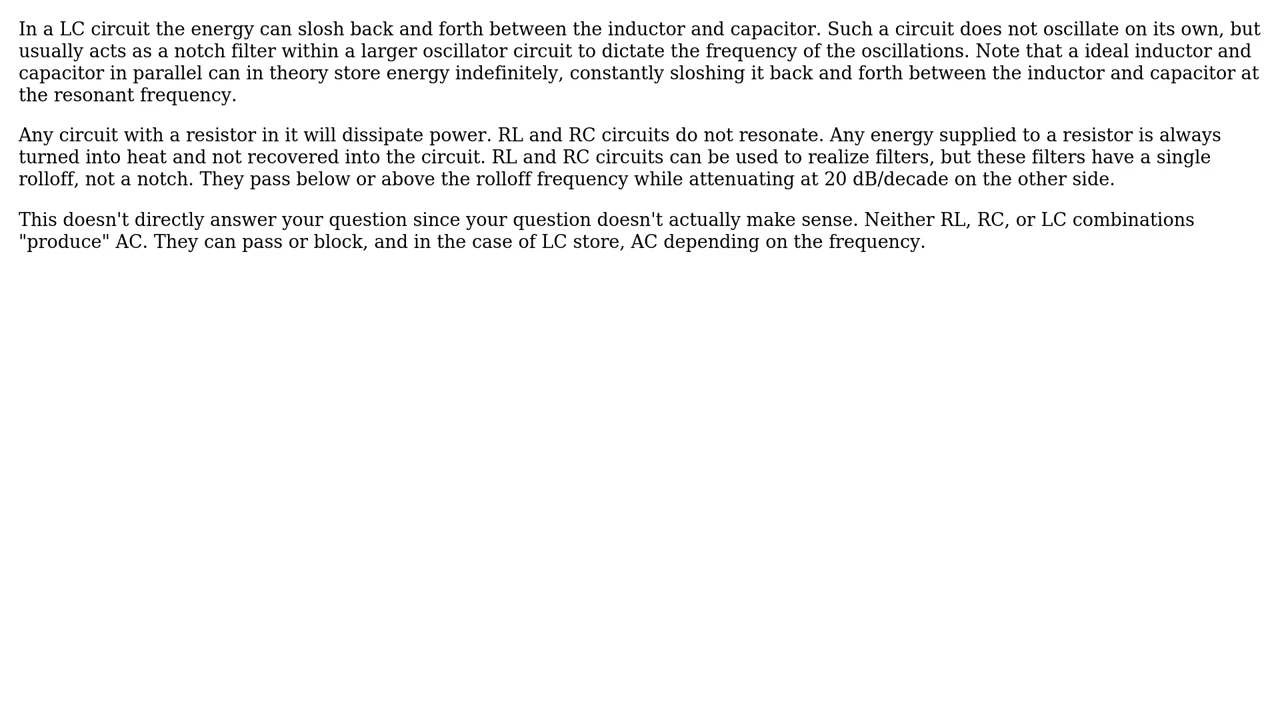 In a LC circuit the energy can slosh back and forth between the inductor and capacitor. Such a circuit does not oscillate on its own, but
usually acts as a notch filter within a larger oscillator circuit to dictate the frequency of the oscillations. Note that a ideal inductor and
capacitor in parallel can in theory store energy indefinitely, constantly sloshing it back and forth between the inductor and capacitor at
the resonant frequency.
Any circuit with a resistor in it will dissipate power. RL and RC circuits do not resonate. Any energy supplied to a resistor is always
turned into heat and not recovered into the circuit. RL and RC circuits can be used to realize filters, but these filters have a single
rolloff, not a notch. They pass below or above the rolloff frequency while attenuating at 20 dB/decade on the other side.
This doesn't directly answer your question since your question doesn't actually make sense. Neither RL, RC, or LC combinations
"produce" AC. They can pass or block, and in the case of LC store, AC depending on the frequency.